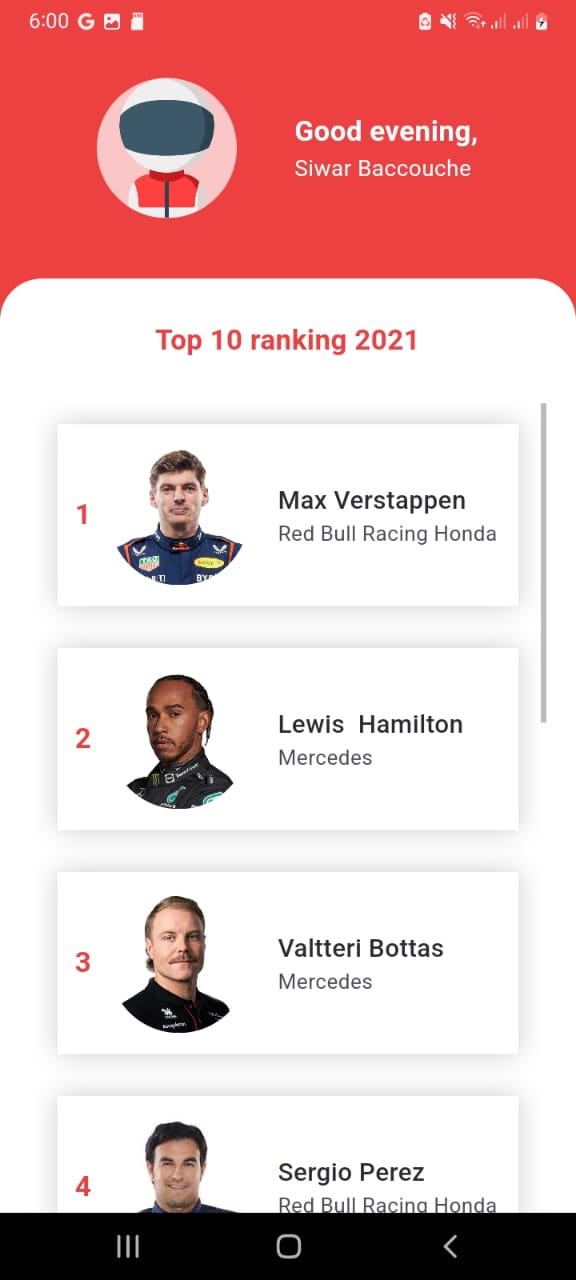 6:00
Good evening,
Siwar Baccouche
Top 10 ranking 2021
1
Max Verstappen
Red Bull Racing Honda
2
Lewis  Hamilton
Mercedes
3
Valtteri Bottas
Mercedes
4
Sergio Perez
Red Bull Racing Honda